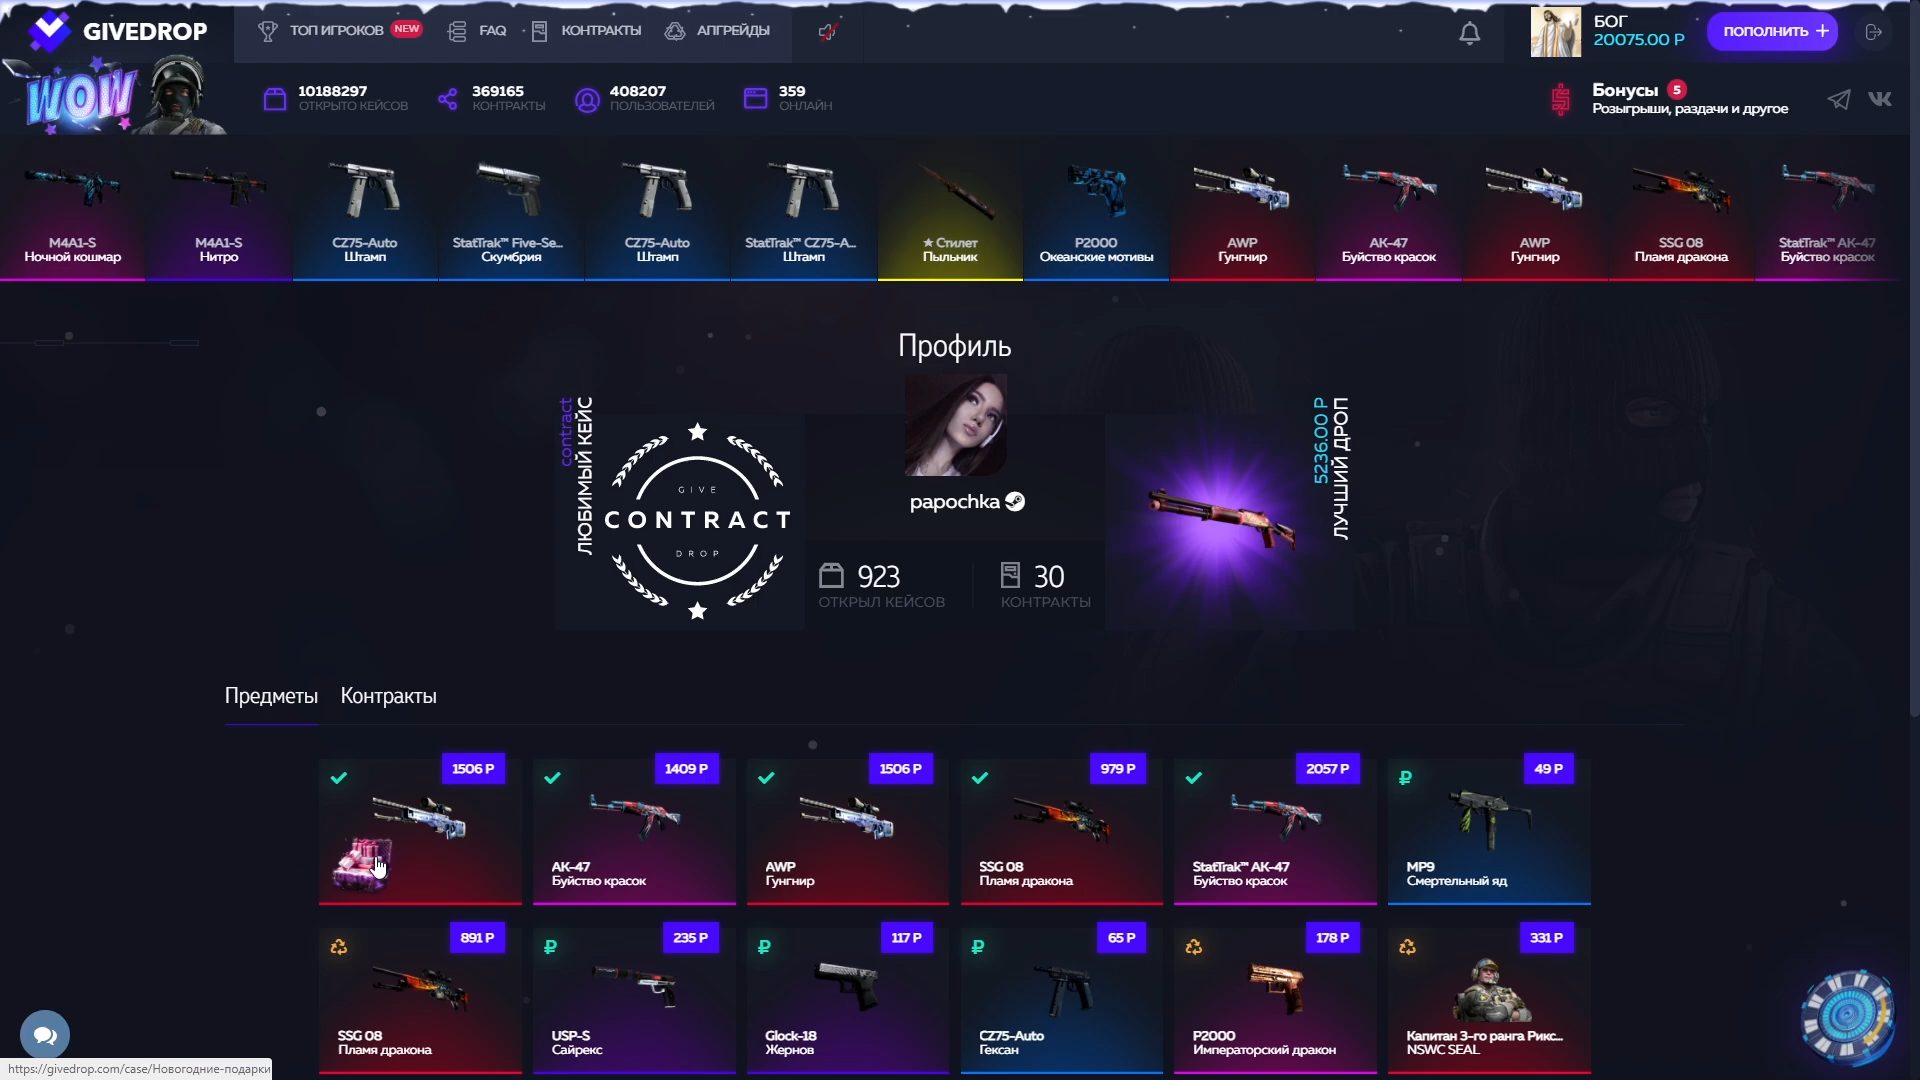 GIVEDROP
ТОП ИГРОКОВ NEW
FAQ
КОНТРАКТЫ
АПГРЕЙДЫ
БОГ
20075.00 Р
ПОПОЛНИТЬ +
WOW
10188297
ОТКРЫТО КЕЙСОВ
369165
КОНТРАКТЫ
408207
ПОЛЬЗОВАТЕЛЕЙ
359
ОНЛАЙН
Бонусы 5
Розыгрыши, раздачи и другое
M4A1-S
Ночной кошмар
M4A1-S
Нитро
CZ75-Auto
Штамп
StatTrak™ Five-Se...
Скумбрия
CZ75-Auto
Штамп
StatTrak™ CZ75-A...
Штамп
★ Стилет
Пыльник
P2000
Океанские мотивы
AWP
Гунгнир
AK-47
Буйство красок
AWP
Гунгнир
SSG 08
Пламя дракона
StatTrak™ AK-47
Буйство красок
Профиль
contract
ЛЮБИМЫЙ КЕЙС
GIVE
CONTRACT
DROP
papochka
923
ОТКРЫЛ КЕЙСОВ
30
КОНТРАКТЫ
5236.00 Р
ЛУЧШИЙ ДРОП
Предметы
Контракты
1506 Р
1409 Р
AK-47
Буйство красок
1506 Р
AWP
Гунгнир
979 Р
SSG 08
Пламя дракона
2057 Р
StatTrak™ AK-47
Буйство красок
₽
49 Р
MP9
Смертельный яд
891 Р
SSG 08
Пламя дракона
₽
235 Р
USP-S
Сайрекс
₽
117 Р
Glock-18
Жернов
₽
65 Р
CZ75-Auto
Гексан
178 Р
P2000
Императорский дракон
331 Р
Капитан 3-го ранга Рикс...
NSWC SEAL
https://givedrop.com/case/Новогодние-подарки